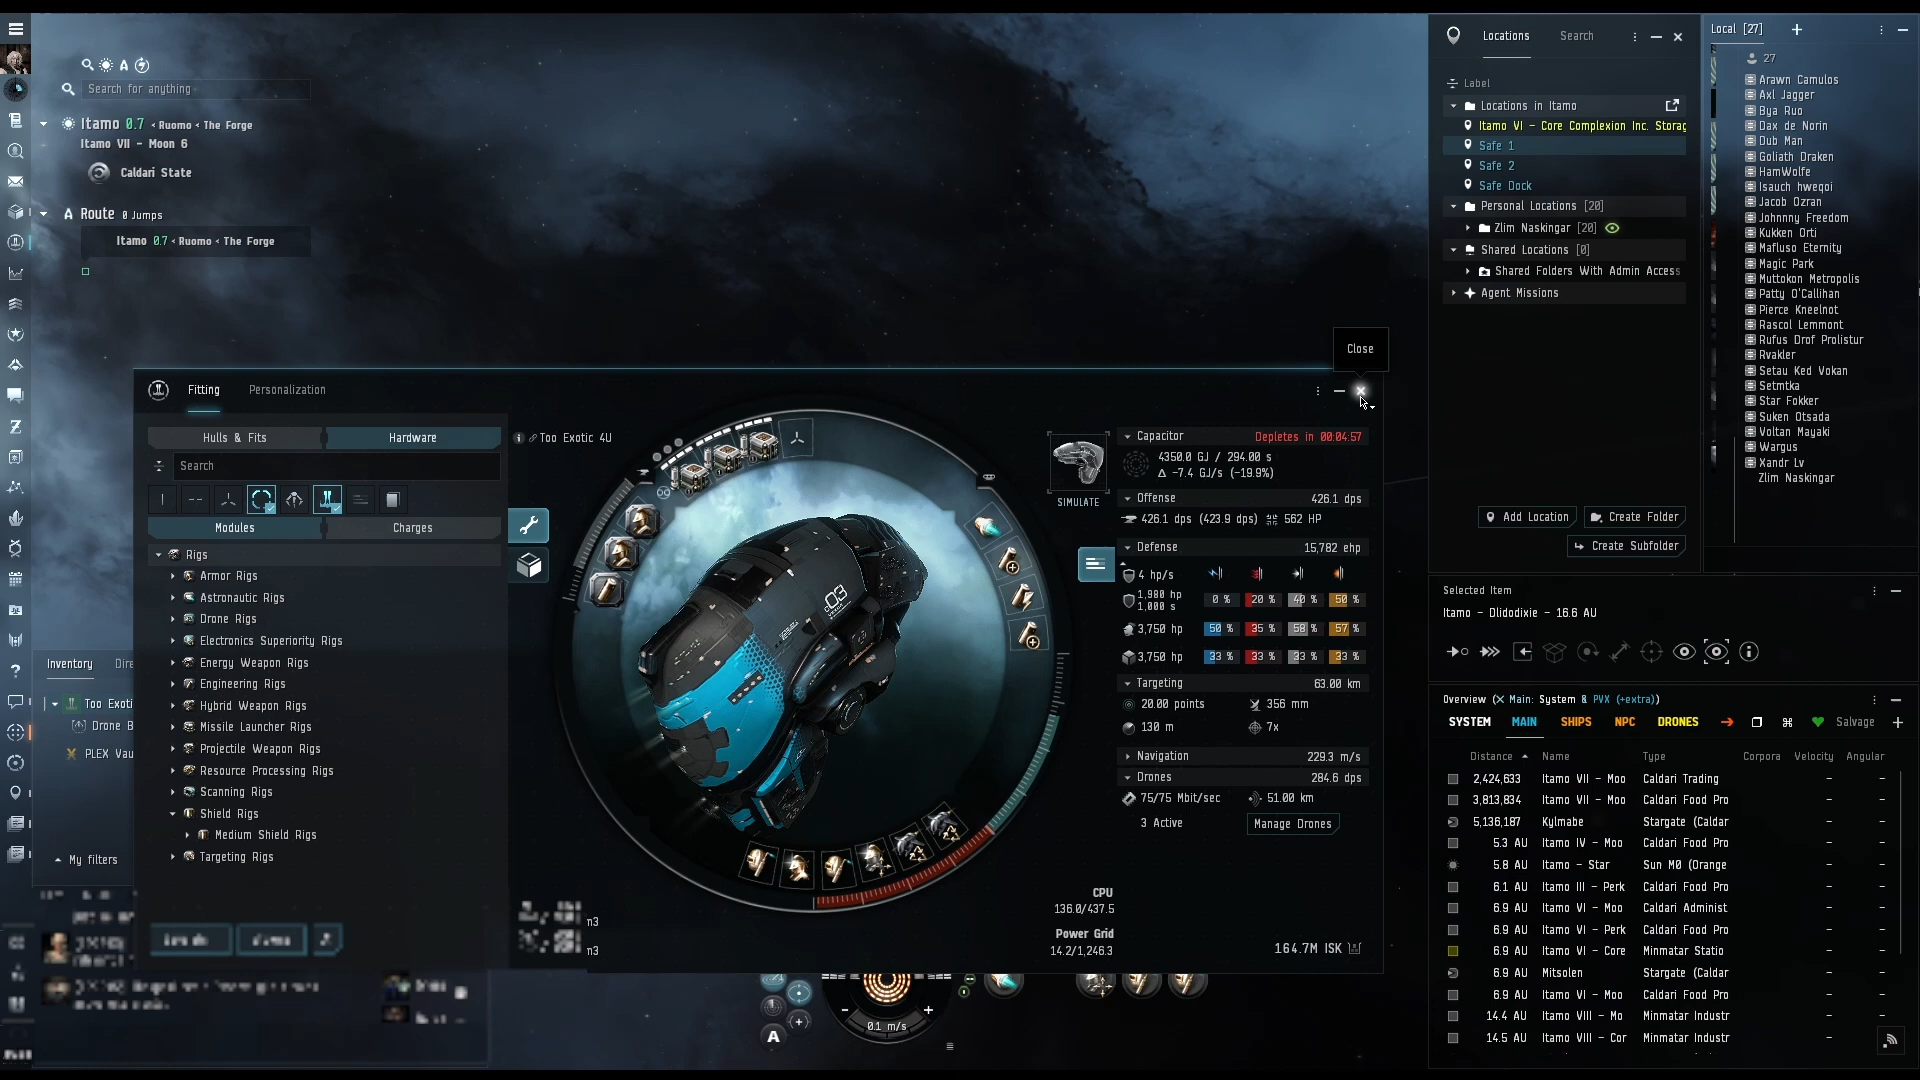 Search for anything
Itamo 0.7 < Ruomo < The Forge
Itamo VII - Moon 6
Caldari State
Route 0 Jumps
Itamo 0.7 < Ruomo < The Forge
Close
Fitting
Personalization
Hulls & Fits
Hardware
Search
Modules
Charges
Rigs
Armor Rigs
Astronautic Rigs
Drone Rigs
Electronics Superiority Rigs
Energy Weapon Rigs
Engineering Rigs
Hybrid Weapon Rigs
Missile Launcher Rigs
Projectile Weapon Rigs
Resource Processing Rigs
Scanning Rigs
Shield Rigs
Medium Shield Rigs
Targeting Rigs
Inventory
Dire
Too Exoti
Drone B
PLEX Vau
My filters
Too Exotic 4U
03
SIMULATE
Capacitor
Depletes in 00:04:57
4350.0 GJ / 294.00 s
Δ -7.4 GJ/s (-19.9%)
Offense
426.1 dps
426.1 dps (423.9 dps)
562 HP
Defense
15,782 ehp
4 hp/s
1,980 hp
1,000 s
0 %
20 %
40 %
50 %
3,750 hp
50 %
35 %
58 %
57 %
3,750 hp
33 %
33 %
33 %
33 %
Targeting
63.00 km
20.00 points
356 mm
130 m
7x
Navigation
229.3 m/s
Drones
284.6 dps
75/75 Mbit/sec
51.00 km
3 Active
Manage Drones
CPU
136.0/437.5
Power Grid
14.2/1,246.3
164.7M ISK
m3
m3
0.1 m/s
A
Locations
Search
Label
Locations in Itamo
Itamo VI - Core Complexion Inc. Storag
Safe 1
Safe 2
Safe Dock
Personal Locations [20]
Zlim Naskingar [20]
Shared Locations [0]
Shared Folders With Admin Access
Agent Missions
Add Location
Create Folder
Create Subfolder
Local [27]
27
Arawn Camulos
Axl Jagger
Bya Ruo
Dax de Norin
Dub Man
Goliath Draken
HamWolfe
Isauch hweqoi
Jacob Ozran
Johnnny Freedom
Kukken Orti
Mafluso Eternity
Magic Park
Muttokon Metropolis
Patty O'Callihan
Pierce Kneelnot
Rascol Lemmont
Rufus Drof Prolistur
Rvakler
Setau Ked Vokan
Setmtka
Star Fokker
Suken Otsada
Voltan Mayaki
Wargus
Xandr Lv
Zlim Naskingar
Selected Item
Itamo - Dlidodixie - 16.6 AU
Overview (X Main: System & PVX (+extra))
SYSTEM
MAIN
SHIPS
NPC
DRONES
Salvage
Distance
Name
Type
Corpora
Velocity
Angular
2,424,633 Itamo VII - Moo Caldari Trading - -
3,813,834 Itamo VII - Moo Caldari Food Pro - -
5,136,187 Kylmabe Stargate (Caldar - -
5.3 AU Itamo IV - Moo Caldari Food Pro - -
5.8 AU Itamo - Star Sun M0 (Orange - -
6.1 AU Itamo III - Perk Caldari Food Pro - -
6.9 AU Itamo VI - Moo Caldari Administ - -
6.9 AU Itamo VI - Perk Caldari Food Pro - -
6.9 AU Itamo VI - Core Minmatar Statio - -
6.9 AU Mitsolen Stargate (Caldar - -
6.9 AU Itamo VI - Moo Caldari Food Pro - -
14.4 AU Itamo VIII - Mo Minmatar Industr - -
14.5 AU Itamo VIII - Cor Minmatar Industr - -